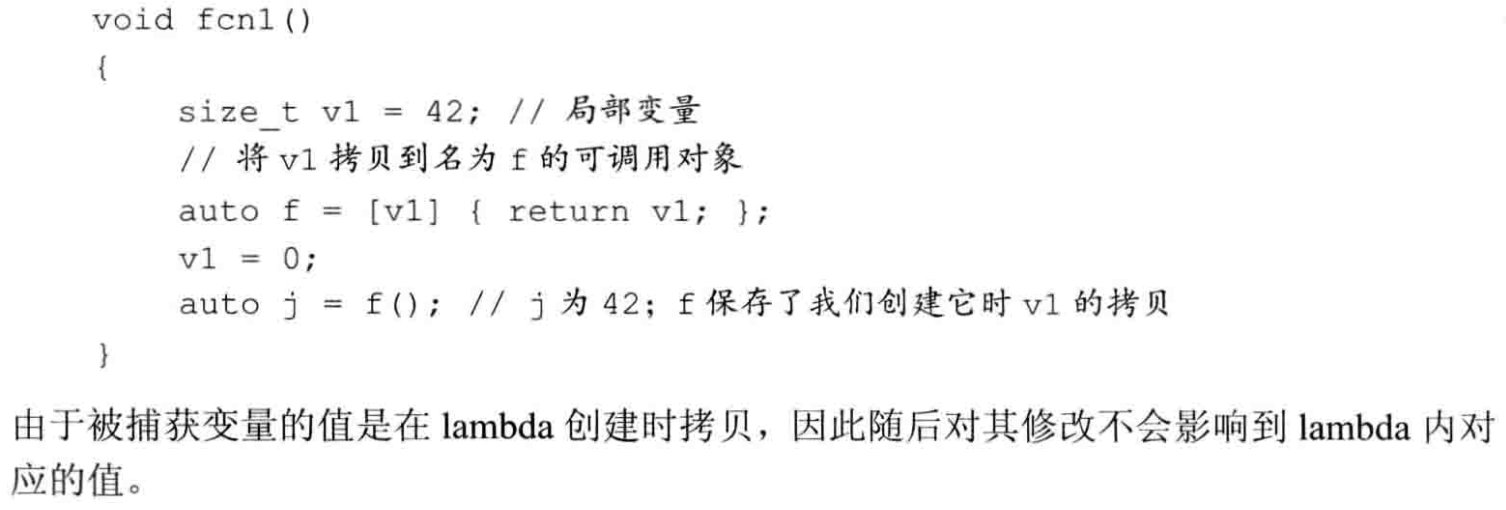 void fcn1()
{
    size_t v1 = 42; // 局部变量
    // 将 v1 拷贝到名为 f 的可调用对象
    auto f = [v1] { return v1; };
    v1 = 0;
    auto j = f(); // j 为 42；f 保存了我们创建它时 v1 的拷贝
}
由于被捕获变量的值是在 lambda 创建时拷贝，因此随后对其修改不会影响到 lambda 内对
应的值。